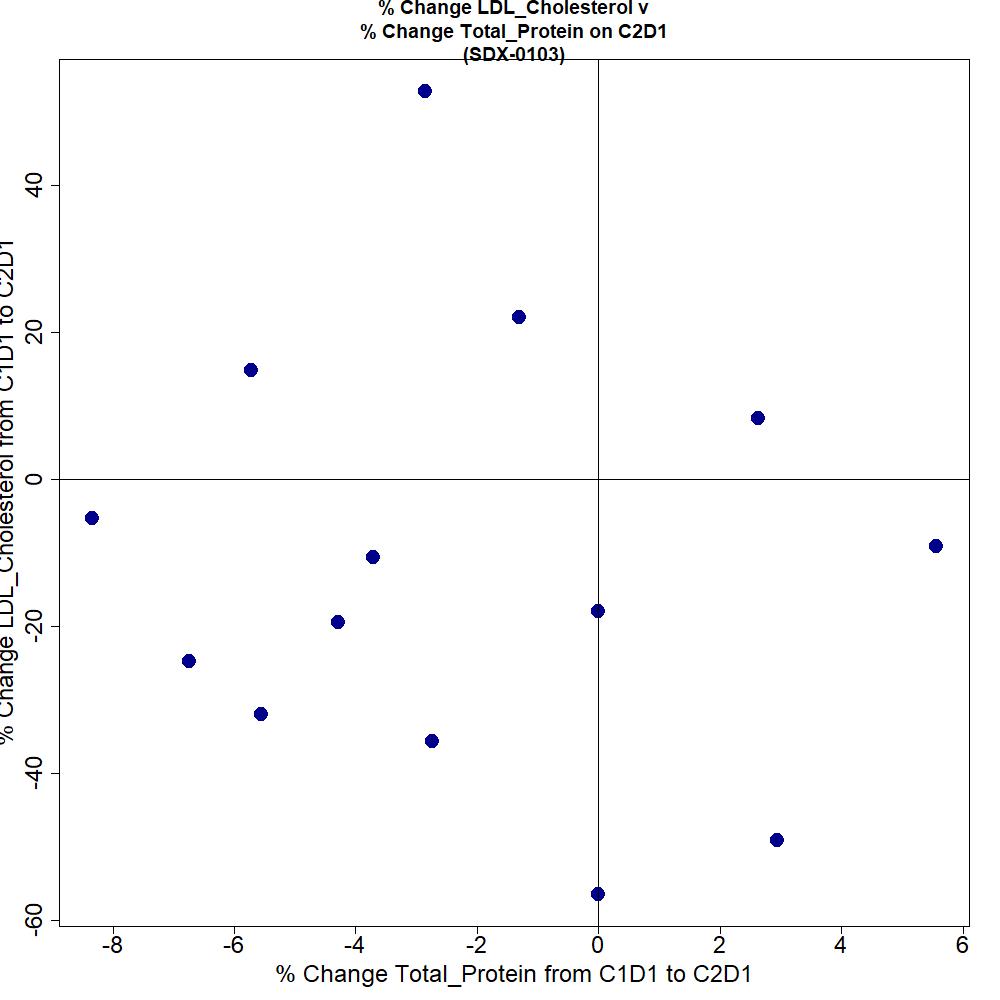 % Change LDL_Cholesterol v
% Change Total_Protein on C2D1
(SDX-0103)
% Change LDL_Cholesterol from C1D1 to C2D1
40
20
0
-20
-40
-60
-8
-6
-4
-2
0
2
4
6
% Change Total_Protein from C1D1 to C2D1